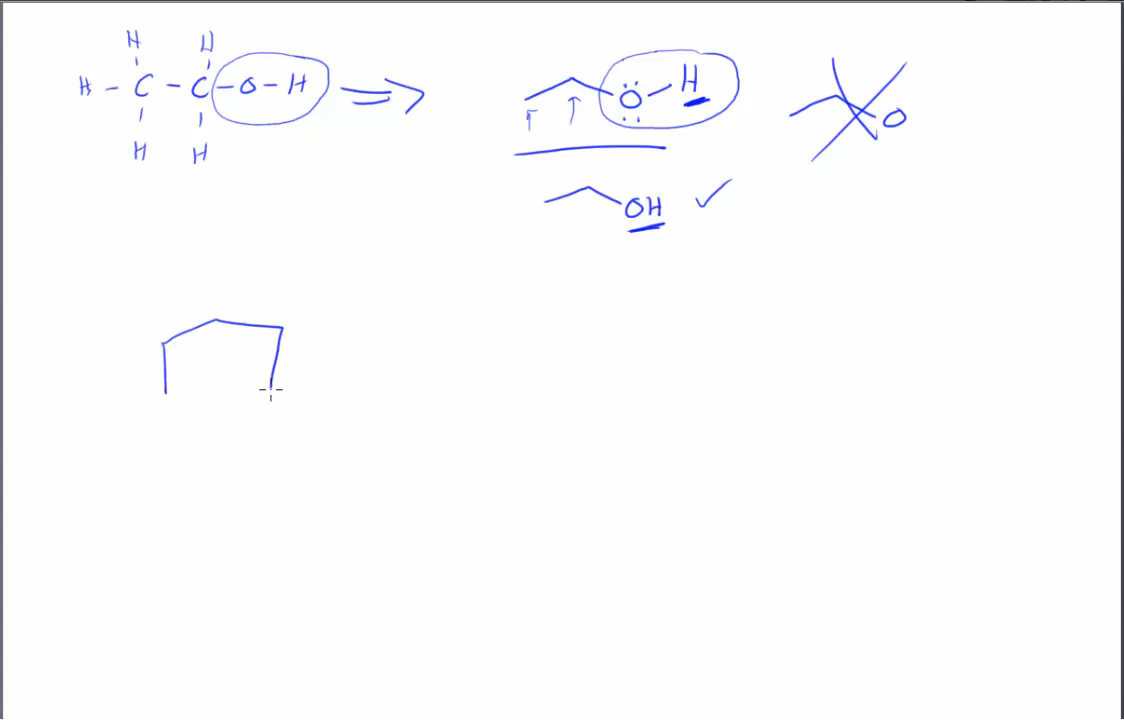 H H
H - C - C - O - H ⇒ O - H O
H H
OH ✓